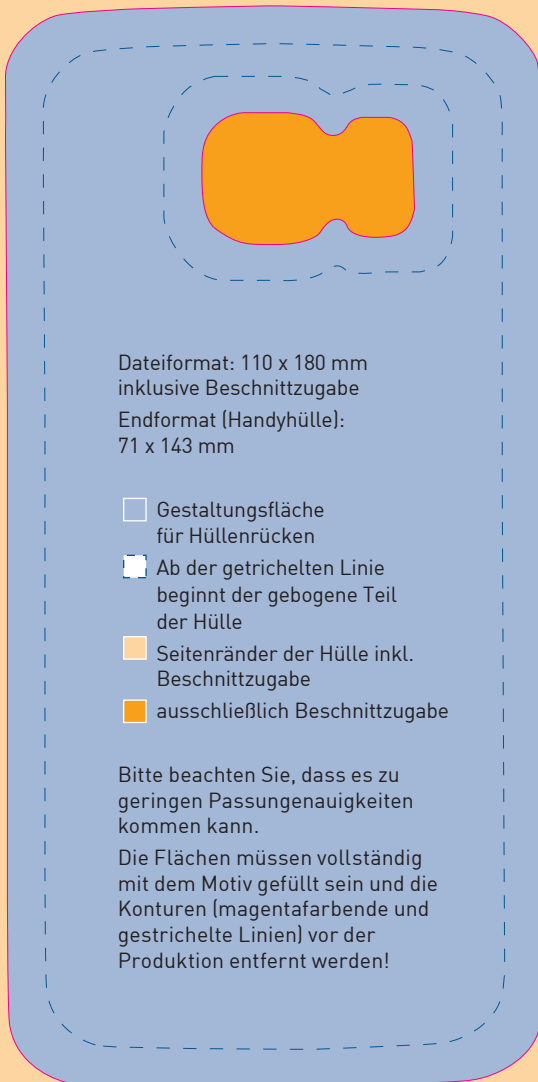 Dateiformat: 110 x 180 mm
inklusive Beschnittzugabe
Endformat (Handyhülle):
71 x 143 mm
Gestaltungsfläche
für Hüllenrücken
Ab der getrichelten Linie
beginnt der gebogene Teil
der Hülle
Seitenränder der Hülle inkl.
Beschnittzugabe
ausschließlich Beschnittzugabe
Bitte beachten Sie, dass es zu
geringen Passungenauigkeiten
kommen kann.
Die Flächen müssen vollständig
mit dem Motiv gefüllt sein und die
Konturen (magentafarbende und
gestrichelte Linien) vor der
Produktion entfernt werden!